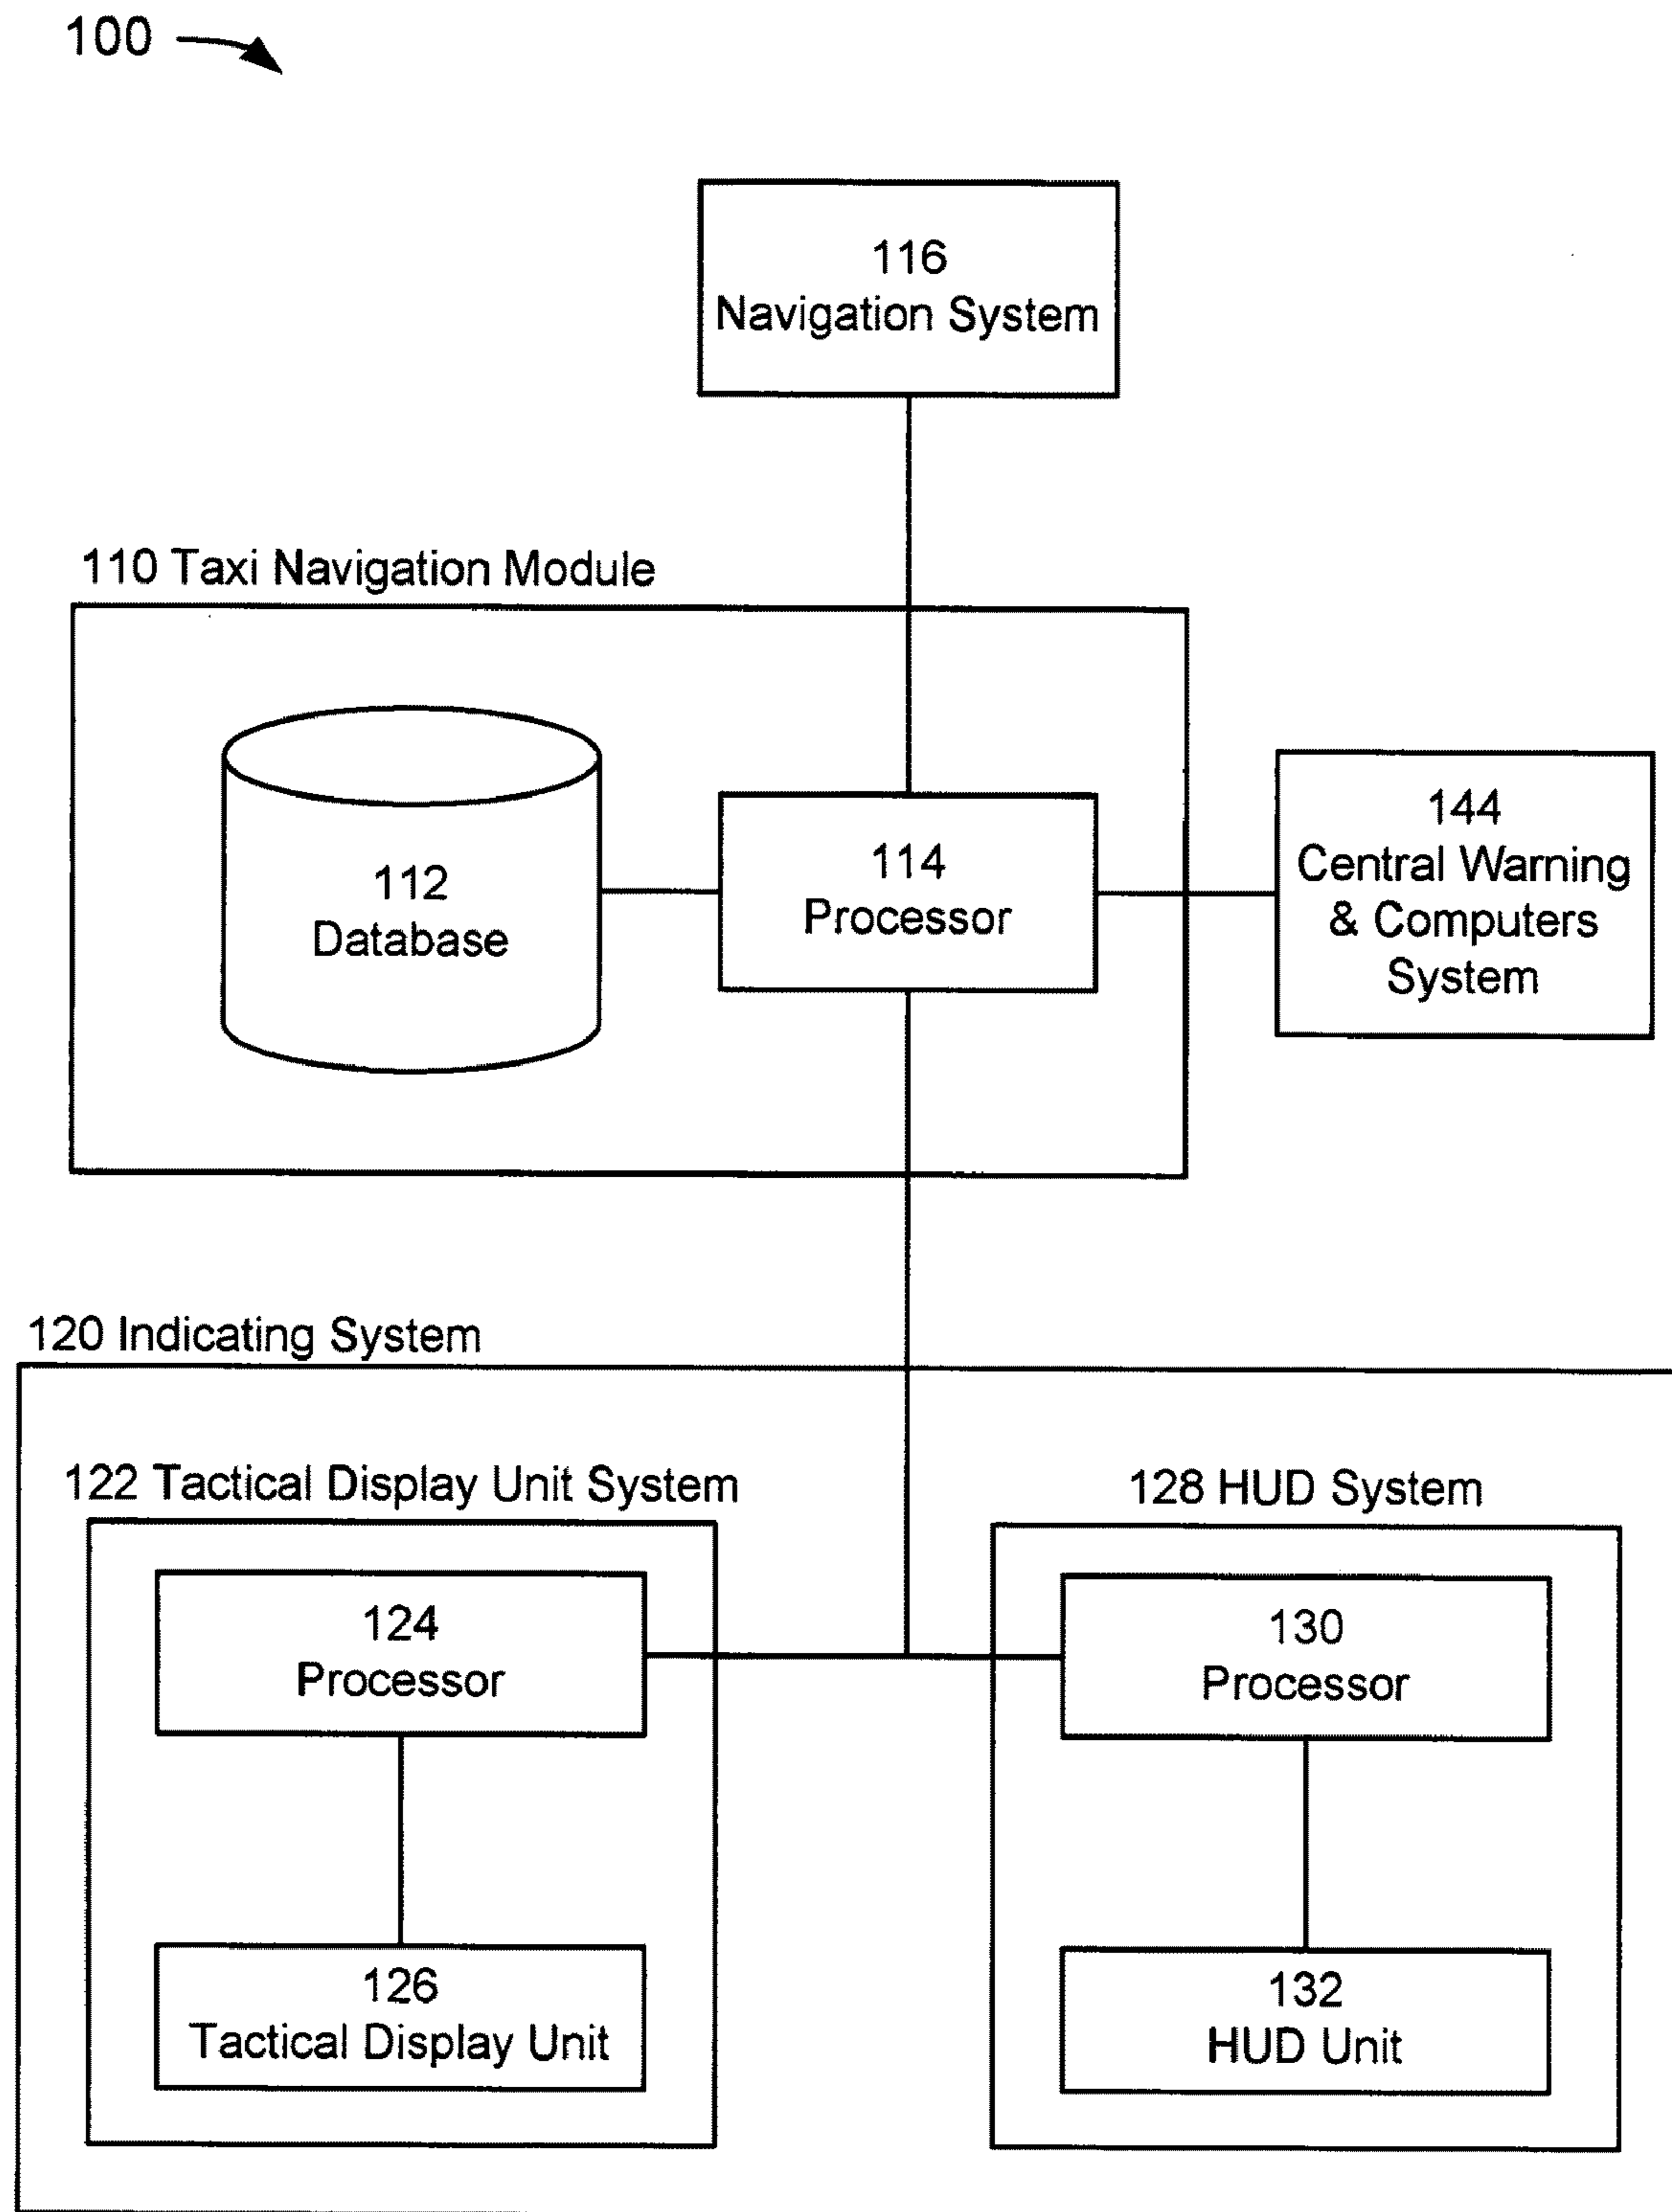 100
116
Navigation System
110 Taxi Navigation Module
112
Database
114
Processor
144
Central Warning
& Computers
System
120 Indicating System
122 Tactical Display Unit System
124
Processor
126
Tactical Display Unit
128 HUD System
130
Processor
132
HUD Unit